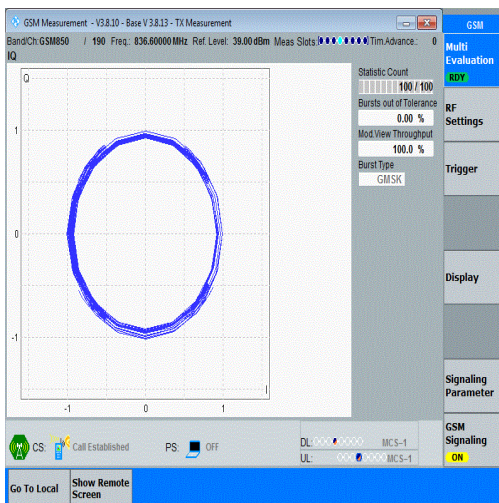 GSM Measurement - V3.8.10 - Base V 3.8.13 - TX Measurement
GSM
Band/Ch:GSM850 / 190 Freq.: 836.60000 MHz Ref. Level: 39.00 dBm Meas Slots: Tim.Advance.: 0
IQ
Multi
Evaluation
RDY
Q
Statistic Count
100 / 100
Bursts out of Tolerance
0.00 %
Mod.View Throughput
100.0 %
Burst Type
GMSK
1
0
-1
I
-1 0 1
RF
Settings
Trigger
Display
Signaling
Parameter
GSM
Signaling
ON
CS: Call Established PS: OFF
DL: MCS-1
UL: MCS-1
Go To Local
Show Remote
Screen